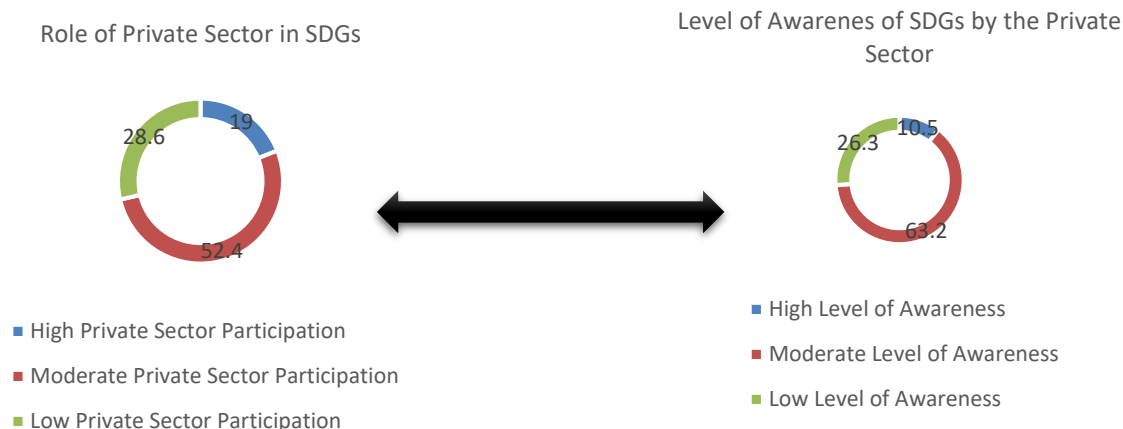 Role of Private Sector in SDGs
19
28.6
52.4
High Private Sector Participation
Moderate Private Sector Participation
Low Private Sector Participation
Level of Awarenes of SDGs by the Private
Sector
10.5
26.3
63.2
High Level of Awareness
Moderate Level of Awareness
Low Level of Awareness